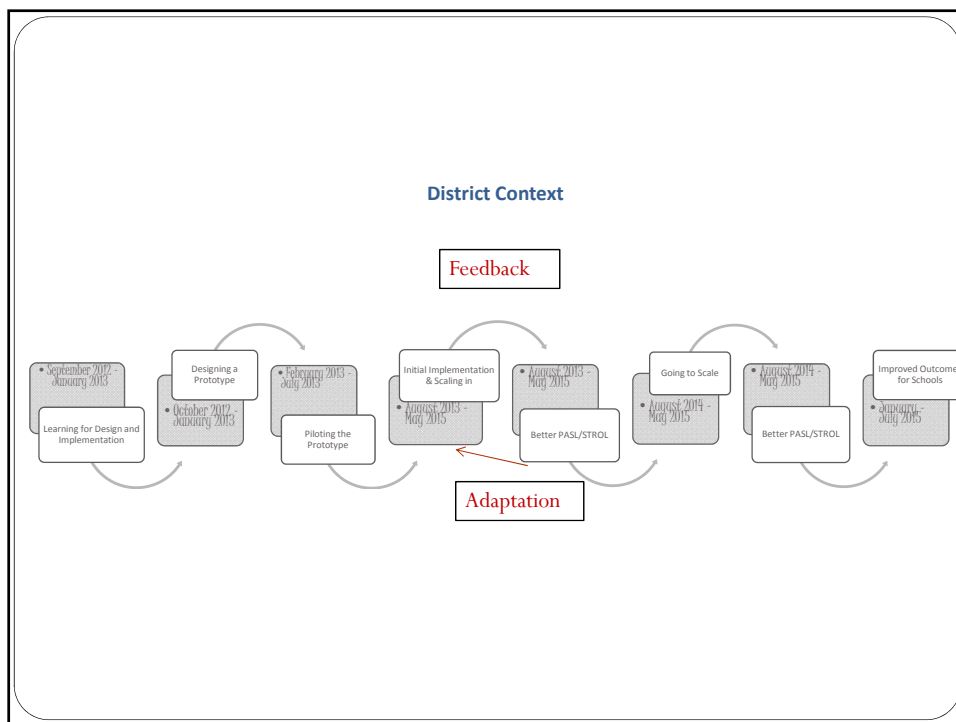 District Context
Feedback
• September 2012 -
January 2013
Learning for Design and
Implementation
Designing a
Prototype
• October 2012 -
January 2013
• February 2013 -
July 2013
Piloting the
Prototype
Initial Implementation
& Scaling in
• August 2013 -
May 2015
• August 2013 -
May 2015
Better PASL/STROL
Going to Scale
• August 2014 -
May 2015
• August 2014 -
May 2015
Better PASL/STROL
Improved Outcome
for Schools
• January -
July 2015
Adaptation